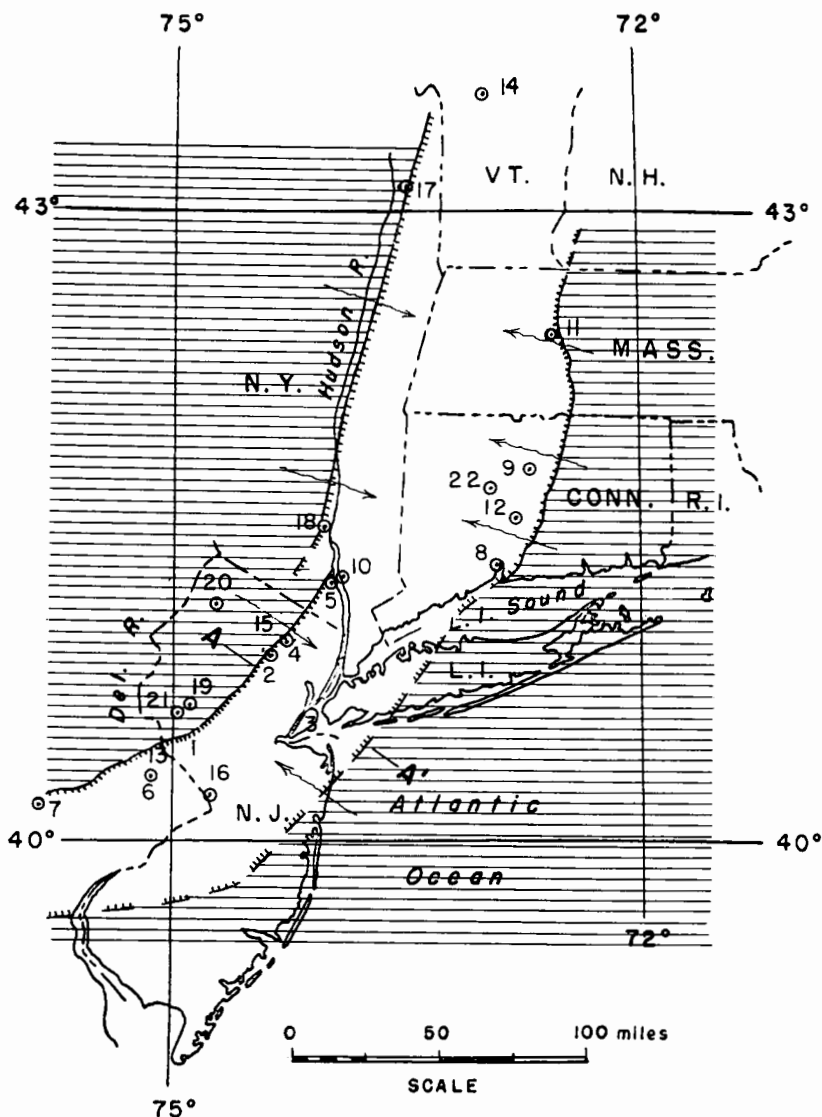 75° 72°
14
VT. N.H.
17
43° 43°
Hudson R.
11
MASS.
N.Y.
9
22
CONN. R.I.
12
18
8
10
5
20
L.I. Sound
15
A 4
2
L.I.
Del. R.
19
21
3
1
13
6
A'
16
7
N.J.
Atlantic
40° 40°
Ocean
72°
0 50 100 miles
SCALE
75°